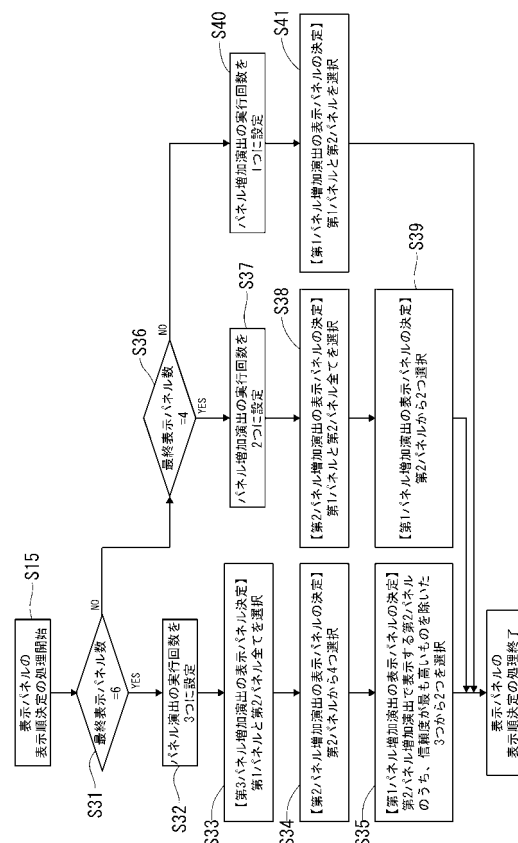 表示パネルの
表示順決定の処理開始
S15
最終表示パネル数
=6
S31
NO
YES
パネル演出の実行回数を
3つに設定
S32
【第3パネル増加演出の表示パネル決定】
第1パネルと第2パネル全てを選択
S33
【第2パネル増加演出の表示パネルの決定】
第2パネルから4つ選択
S34
【第1パネル増加演出の表示パネルの決定】
第2パネル増加演出で表示する第2パネル
のうち、信頼度が最も高いものを除いた
3つから2つを選択
S35
最終表示パネル数
=4
S36
NO
YES
パネル増加演出の実行回数を
2つに設定
S37
【第2パネル増加演出の表示パネルの決定】
第1パネルと第2パネル全てを選択
S38
【第1パネル増加演出の表示パネルの決定】
第2パネルから2つ選択
S39
パネル増加演出の実行回数を
1つに設定
S40
【第1パネル増加演出の表示パネルの決定】
第1パネルと第2パネルを選択
S41
表示パネルの
表示順決定の処理終了